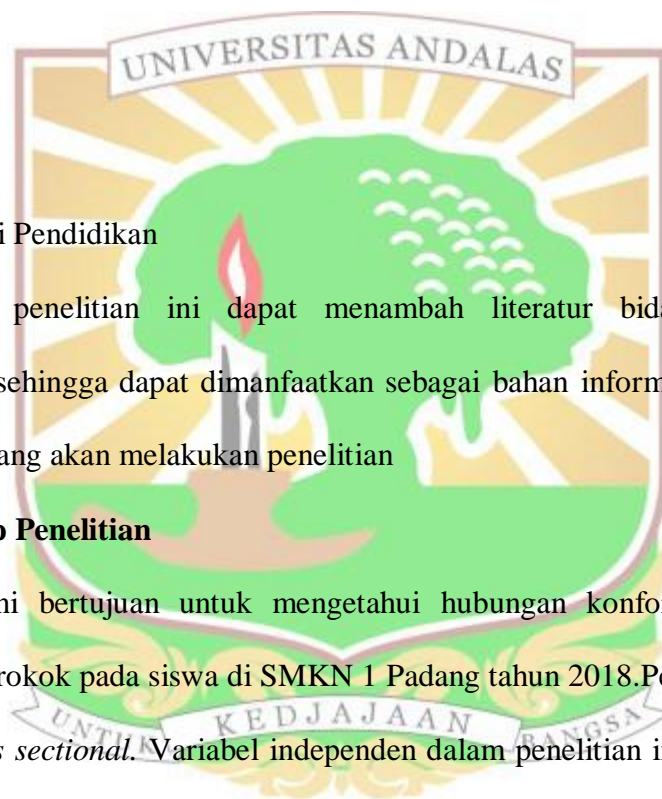 UNIVERSITAS ANDALAS
i Pendidikan
penelitian ini dapat menambah literatur bida
sehingga dapat dimanfaatkan sebagai bahan inform
ang akan melakukan penelitian
p Penelitian
ni bertujuan untuk mengetahui hubungan konfor
rokok pada siswa di SMKN 1 Padang tahun 2018.Pe
s sectional. Variabel independen dalam penelitian i
UNTUK KEDJAJAAN BANGSA